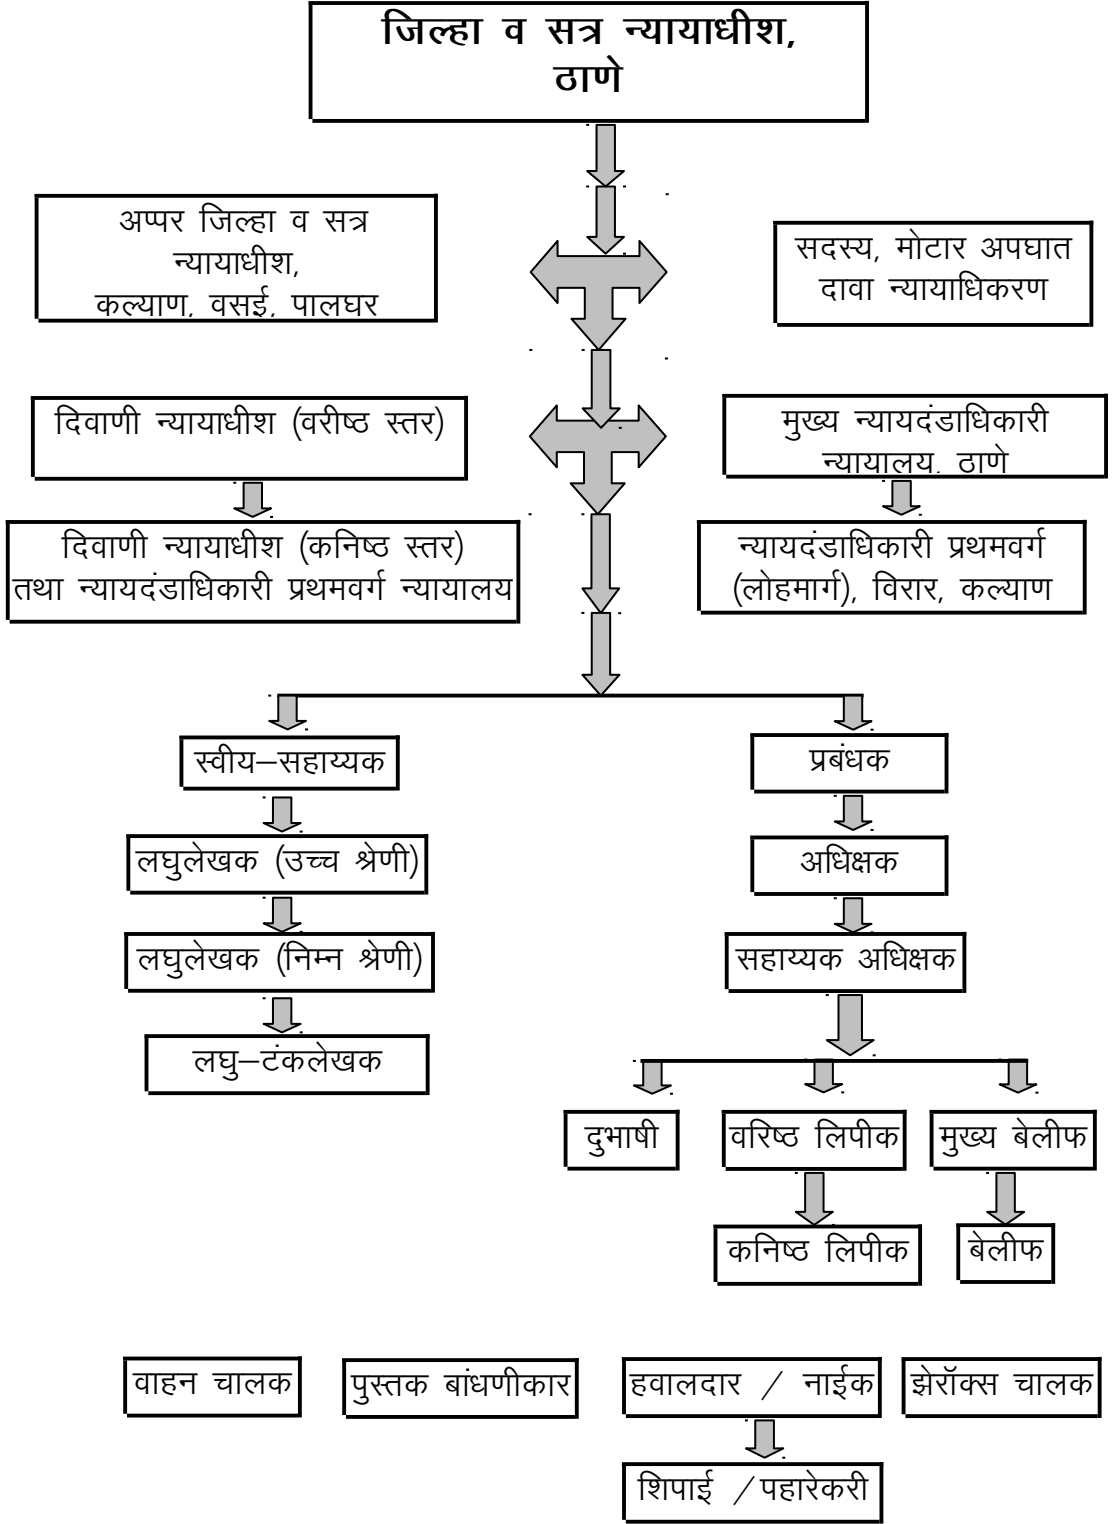 जिल्हा व सत्र न्यायाधीश,
ठाणे
अप्पर जिल्हा व सत्र
न्यायाधीश,
कल्याण, वसई, पालघर
सदस्य, मोटार अपघात
दावा न्यायाधिकरण
दिवाणी न्यायाधीश (वरीष्ठ स्तर)
मुख्य न्यायदंडाधिकारी
न्यायालय, ठाणे
दिवाणी न्यायाधीश (कनिष्ठ स्तर)
तथा न्यायदंडाधिकारी प्रथमवर्ग न्यायालय
न्यायदंडाधिकारी प्रथमवर्ग
(लोहमार्ग), विरार, कल्याण
स्वीय–सहाय्यक
प्रबंधक
लघुलेखक (उच्च श्रेणी)
अधिक्षक
लघुलेखक (निम्न श्रेणी)
सहाय्यक अधिक्षक
लघु–टंकलेखक
दुभाषी
वरिष्ठ लिपीक
मुख्य बेलीफ
कनिष्ठ लिपीक
बेलीफ
वाहन चालक
पुस्तक बांधणीकार
हवालदार / नाईक
झेरॉक्स चालक
शिपाई / पहारेकरी